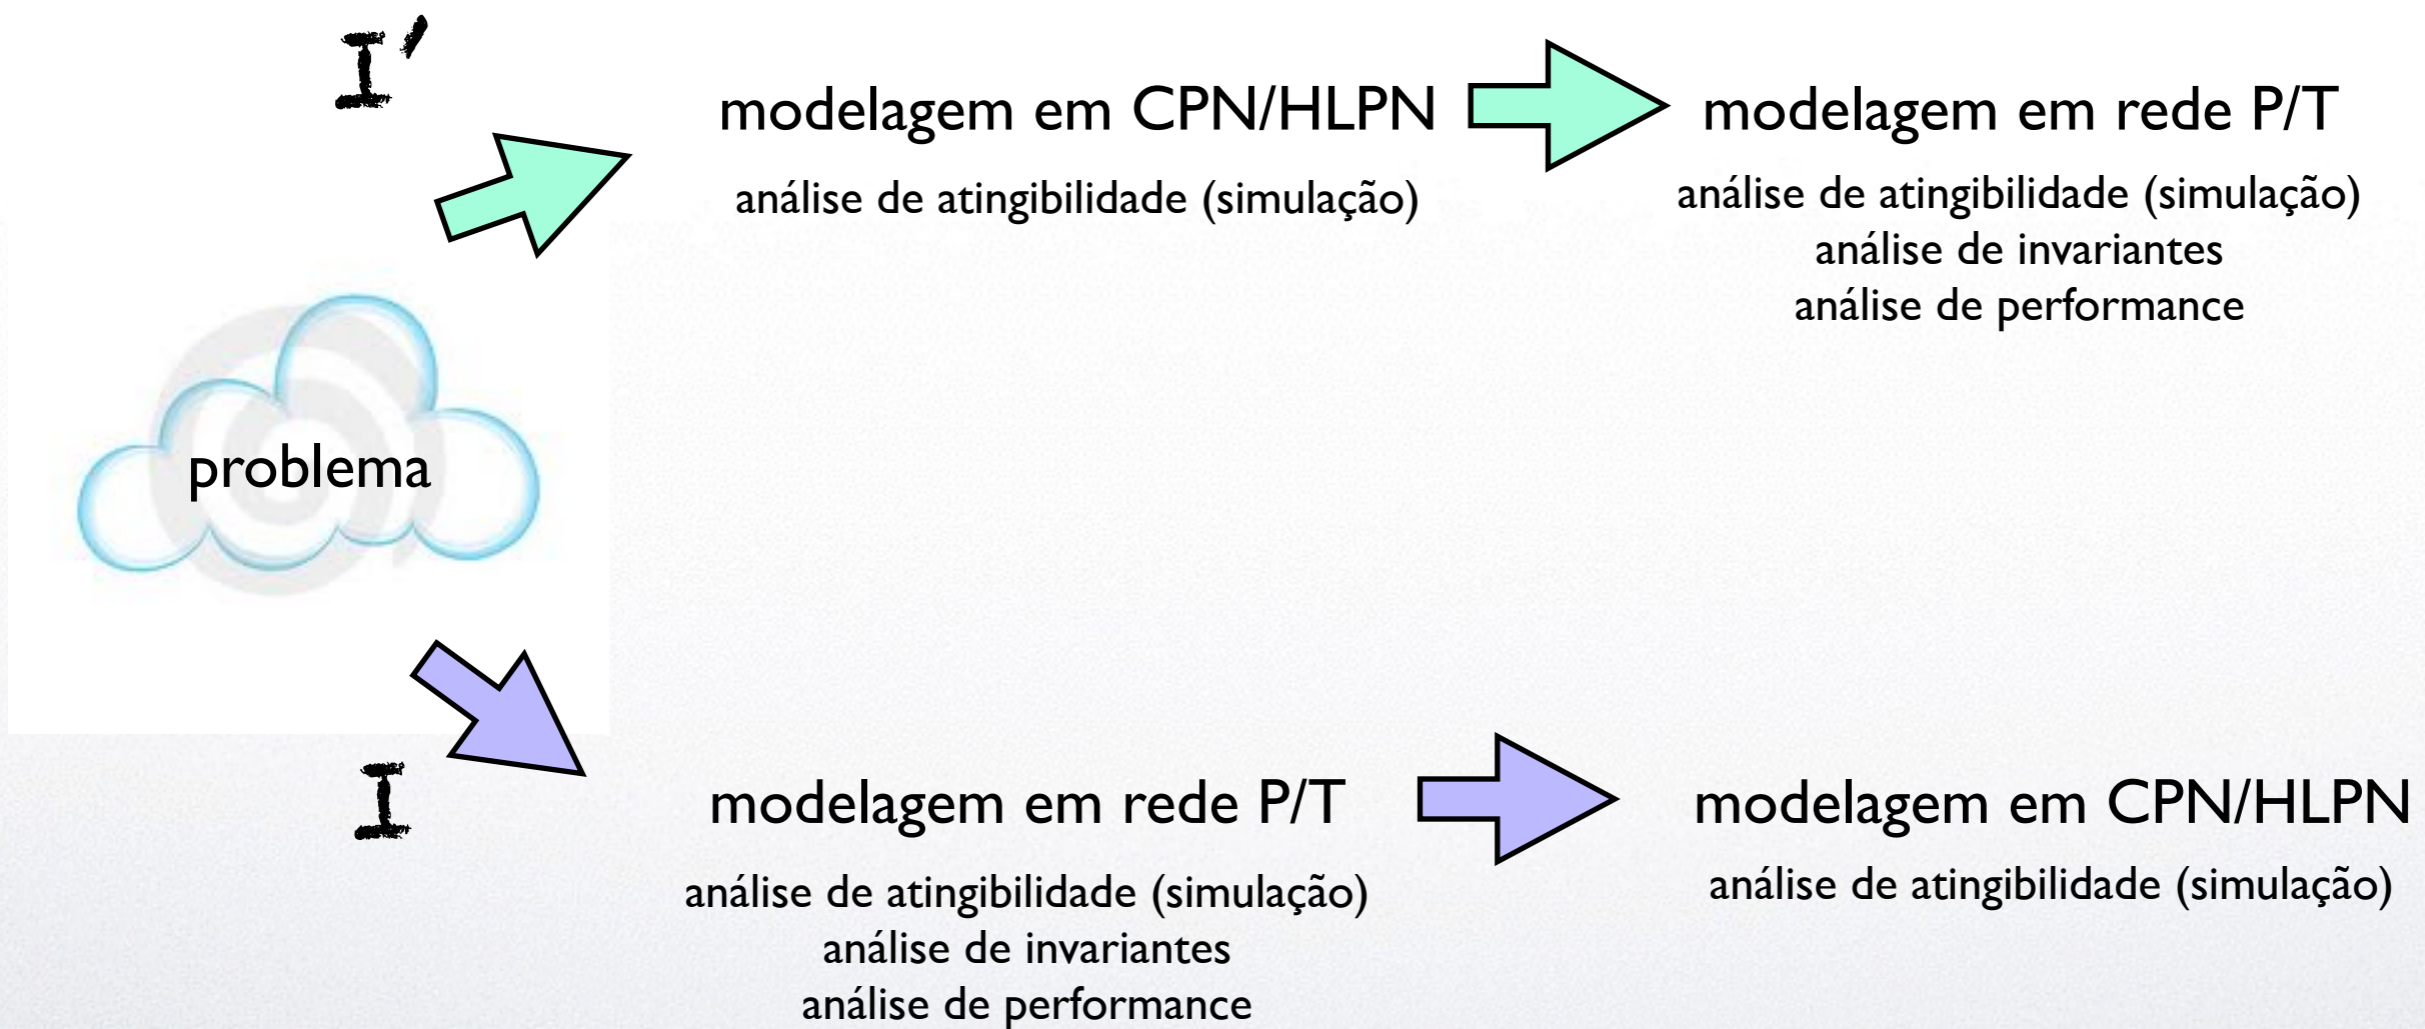 I'
modelagem em CPN/HLPN
análise de atingibilidade (simulação)
modelagem em rede P/T
análise de atingibilidade (simulação)
análise de invariantes
análise de performance
problema
I
modelagem em rede P/T
análise de atingibilidade (simulação)
análise de invariantes
análise de performance
modelagem em CPN/HLPN
análise de atingibilidade (simulação)